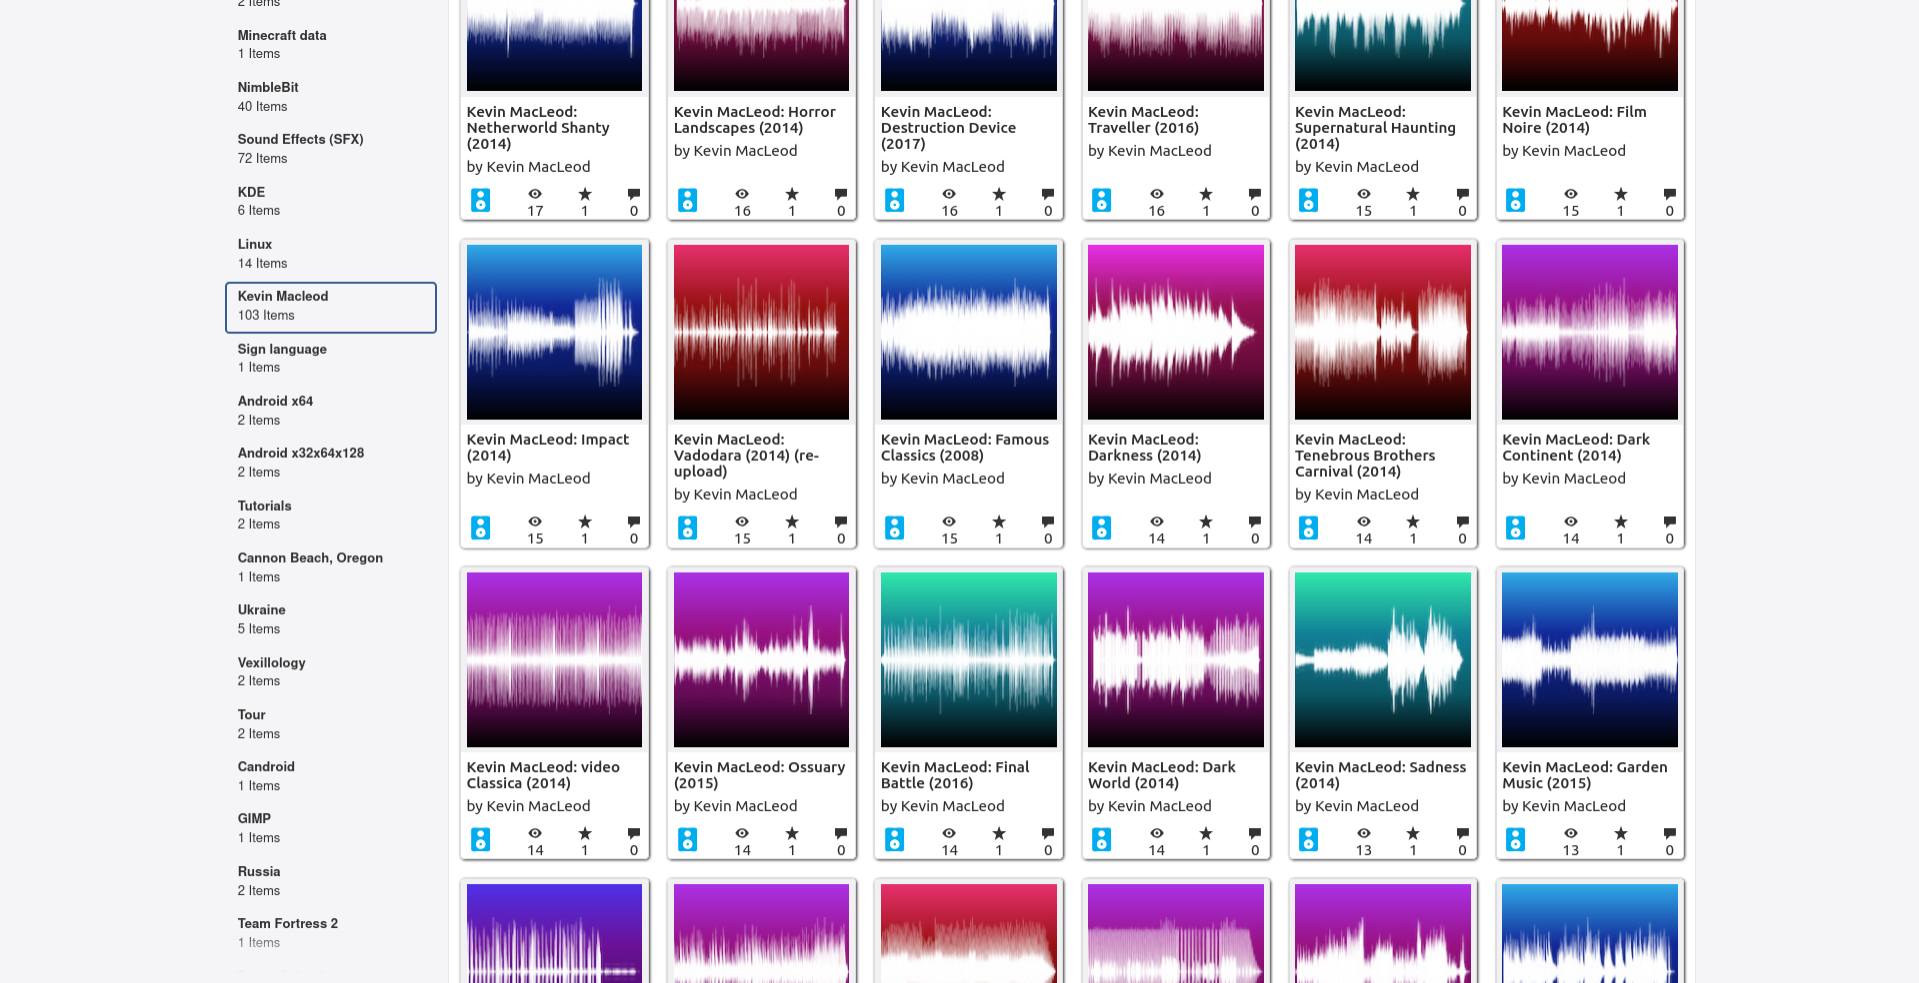 2 Items
Minecraft data
1 Items
NimbleBit
40 Items
Sound Effects (SFX)
72 Items
KDE
6 Items
Linux
14 Items
Kevin Macleod
103 Items
Sign language
1 Items
Android x64
2 Items
Android x32x64x128
2 Items
Tutorials
2 Items
Cannon Beach, Oregon
1 Items
Ukraine
5 Items
Vexillology
2 Items
Tour
2 Items
Candroid
1 Items
GIMP
1 Items
Russia
2 Items
Team Fortress 2
1 Items
Kevin MacLeod:
Netherworld Shanty
(2014)
by Kevin MacLeod
17 1 0
Kevin MacLeod: Horror
Landscapes (2014)
by Kevin MacLeod
16 1 0
Kevin MacLeod:
Destruction Device
(2017)
by Kevin MacLeod
16 1 0
Kevin MacLeod:
Traveller (2016)
by Kevin MacLeod
16 1 0
Kevin MacLeod:
Supernatural Haunting
(2014)
by Kevin MacLeod
15 1 0
Kevin MacLeod: Film
Noire (2014)
by Kevin MacLeod
15 1 0
Kevin MacLeod: Impact
(2014)
by Kevin MacLeod
15 1 0
Kevin MacLeod:
Vadodara (2014) (re-
upload)
by Kevin MacLeod
15 1 0
Kevin MacLeod: Famous
Classics (2008)
by Kevin MacLeod
15 1 0
Kevin MacLeod:
Darkness (2014)
by Kevin MacLeod
14 1 0
Kevin MacLeod:
Tenebrous Brothers
Carnival (2014)
by Kevin MacLeod
14 1 0
Kevin MacLeod: Dark
Continent (2014)
by Kevin MacLeod
14 1 0
Kevin MacLeod: video
Classica (2014)
by Kevin MacLeod
14 1 0
Kevin MacLeod: Ossuary
(2015)
by Kevin MacLeod
14 1 0
Kevin MacLeod: Final
Battle (2016)
by Kevin MacLeod
14 1 0
Kevin MacLeod: Dark
World (2014)
by Kevin MacLeod
14 1 0
Kevin MacLeod: Sadness
(2014)
by Kevin MacLeod
13 1 0
Kevin MacLeod: Garden
Music (2015)
by Kevin MacLeod
13 1 0